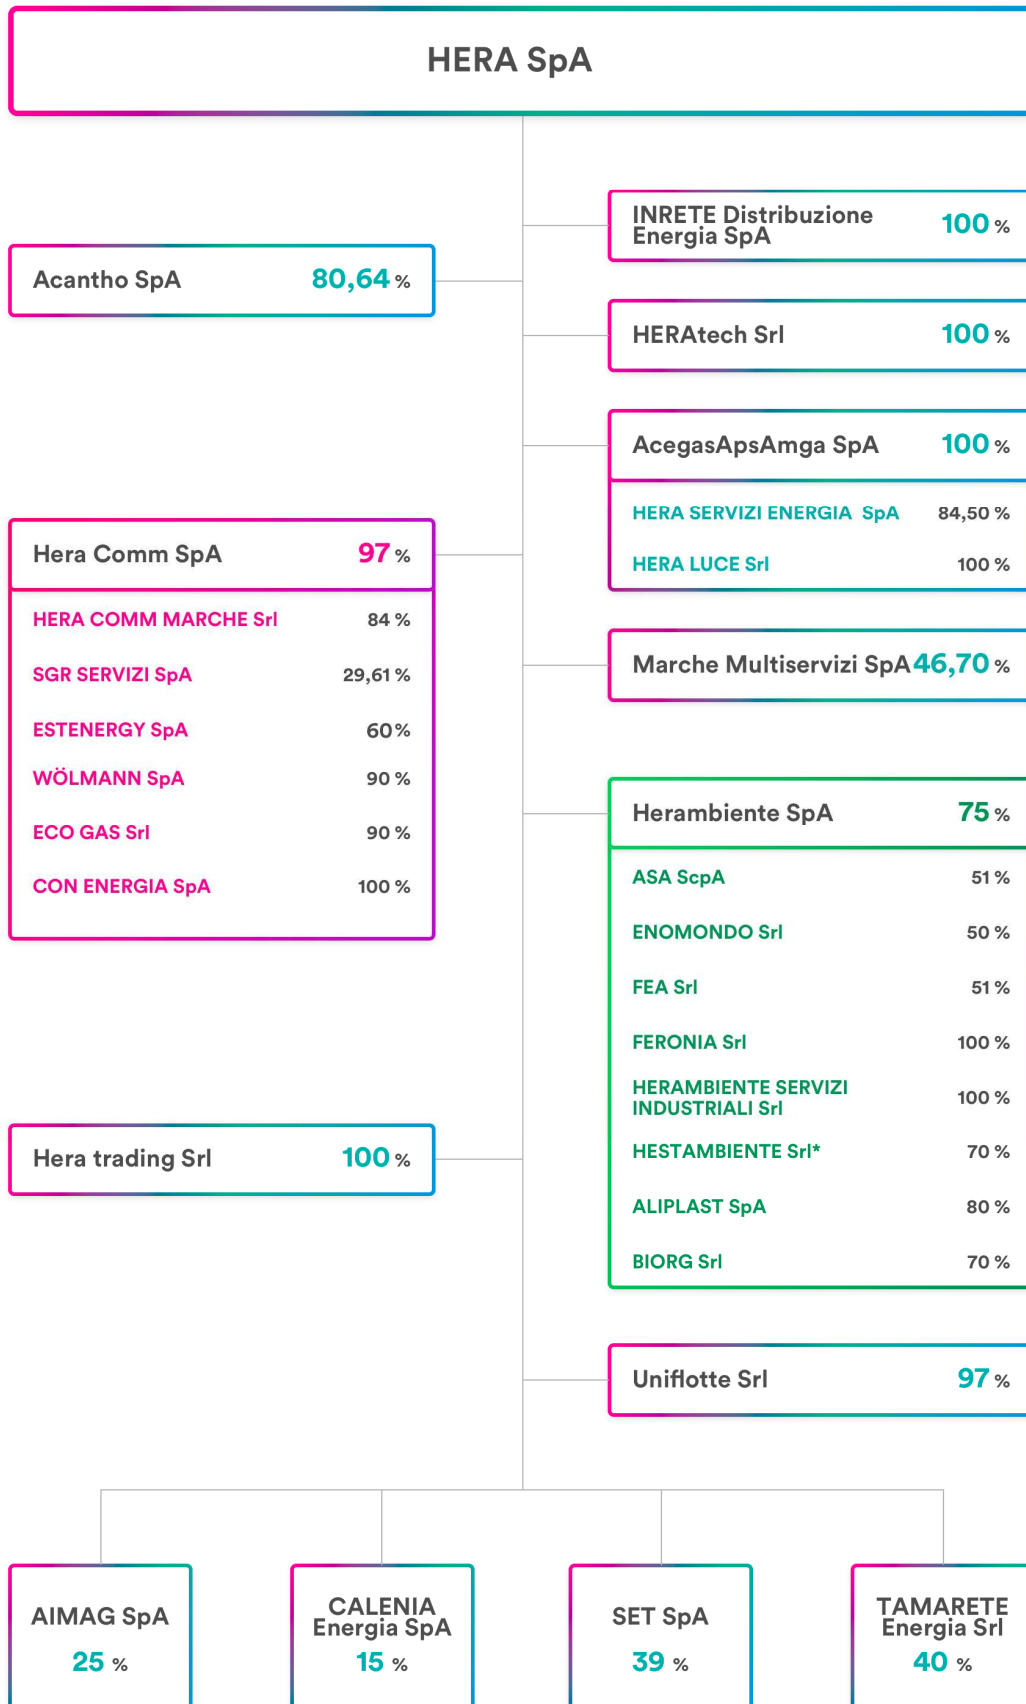 HERA SpA
INRETE Distribuzione
Energia SpA
100 %
Acantho SpA 80,64 %
HERAtech Srl 100 %
AcegasApsAmga SpA 100 %
HERA SERVIZI ENERGIA SpA 84,50 %
HERA LUCE Srl 100 %
Hera Comm SpA 97 %
HERA COMM MARCHE Srl 84 %
SGR SERVIZI SpA 29,61 %
ESTENERGY SpA 60 %
WÖLMANN SpA 90 %
ECO GAS Srl 90 %
CON ENERGIA SpA 100 %
Marche Multiservizi SpA 46,70 %
Herambiente SpA 75 %
ASA ScpA 51 %
ENOMONDO Srl 50 %
FEA Srl 51 %
FERONIA Srl 100 %
HERAMBIENTE SERVIZI
INDUSTRIALI Srl
100 %
HESTAMBIENTE Srl* 70 %
ALIPLAST SpA 80 %
BIORG Srl 70 %
Hera trading Srl 100 %
Uniflotte Srl 97 %
AIMAG SpA
25 %
CALENIA
Energia SpA
15 %
SET SpA
39 %
TAMARETE
Energia Srl
40 %